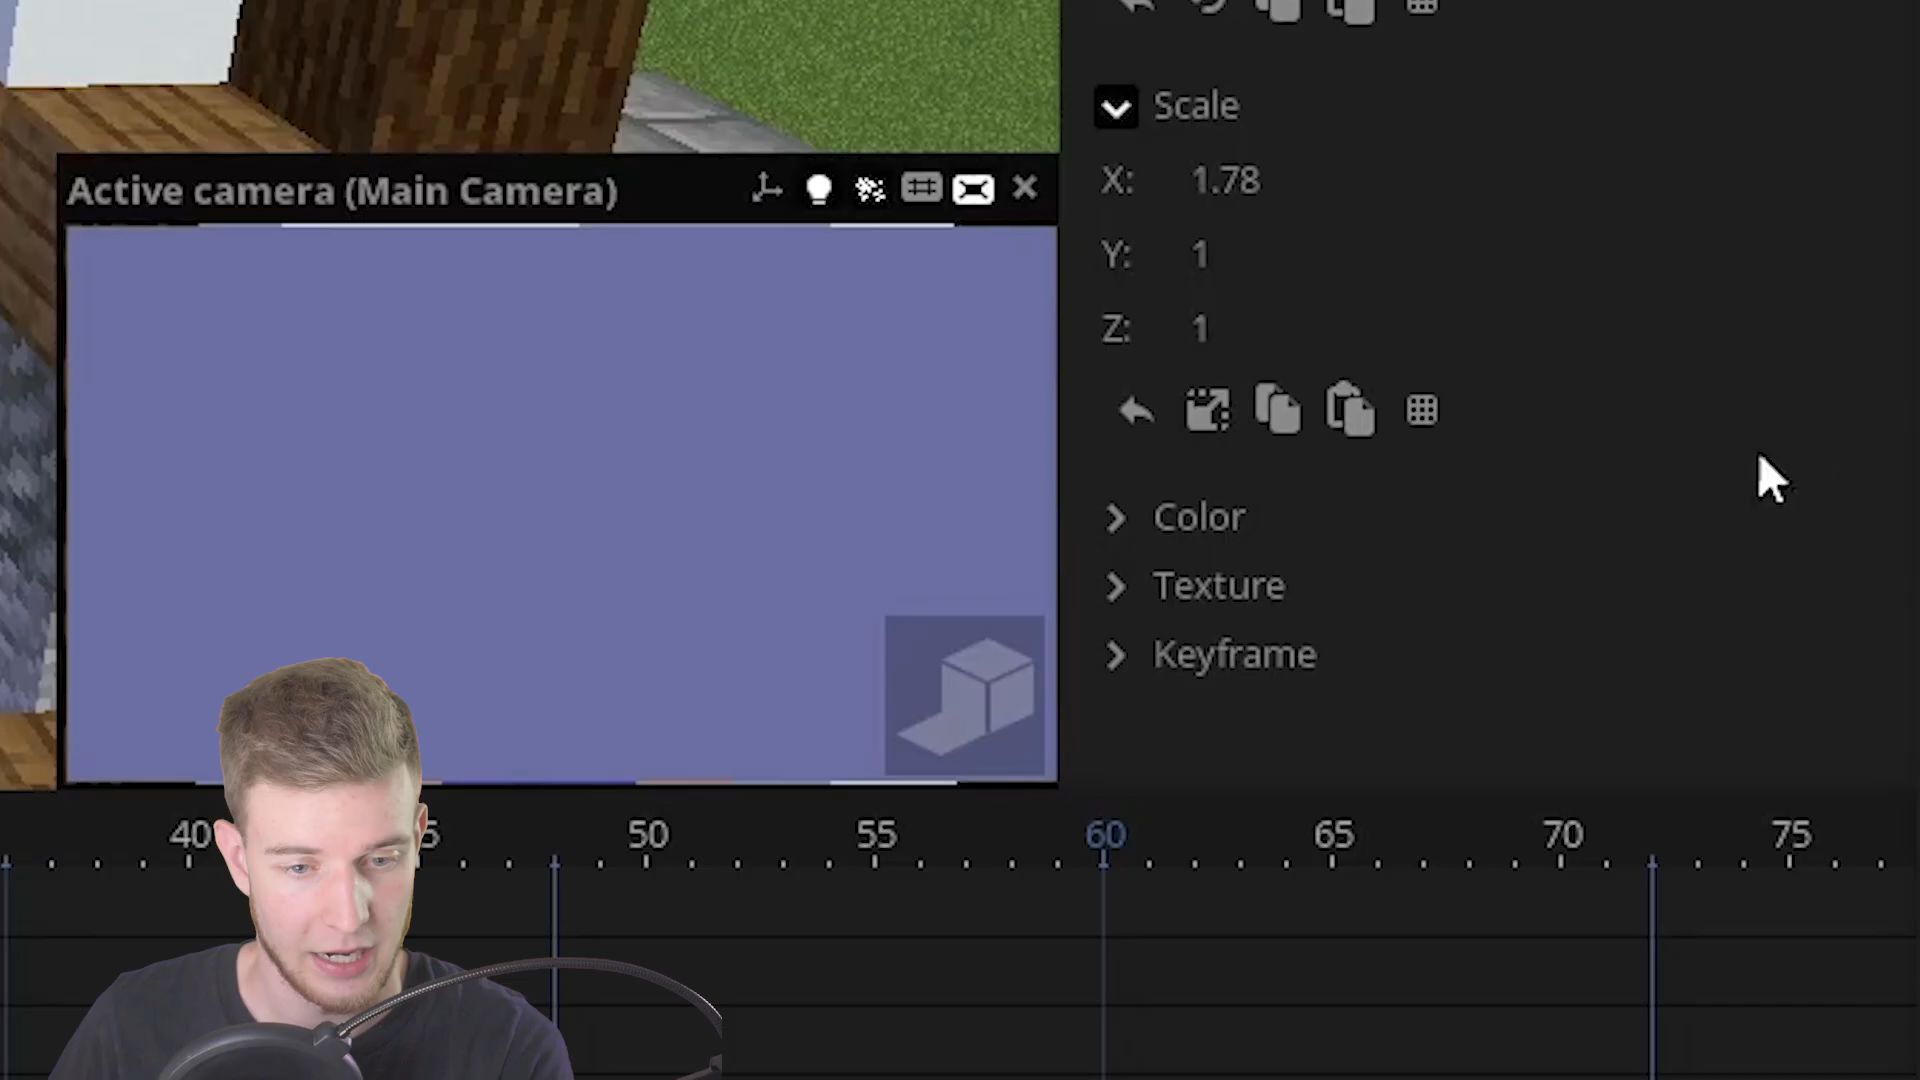 Scale
X: 1.78
Active camera (Main Camera)
Y: 1
Z: 1
Color
Texture
Keyframe
40 5 50 55 60 65 70 75